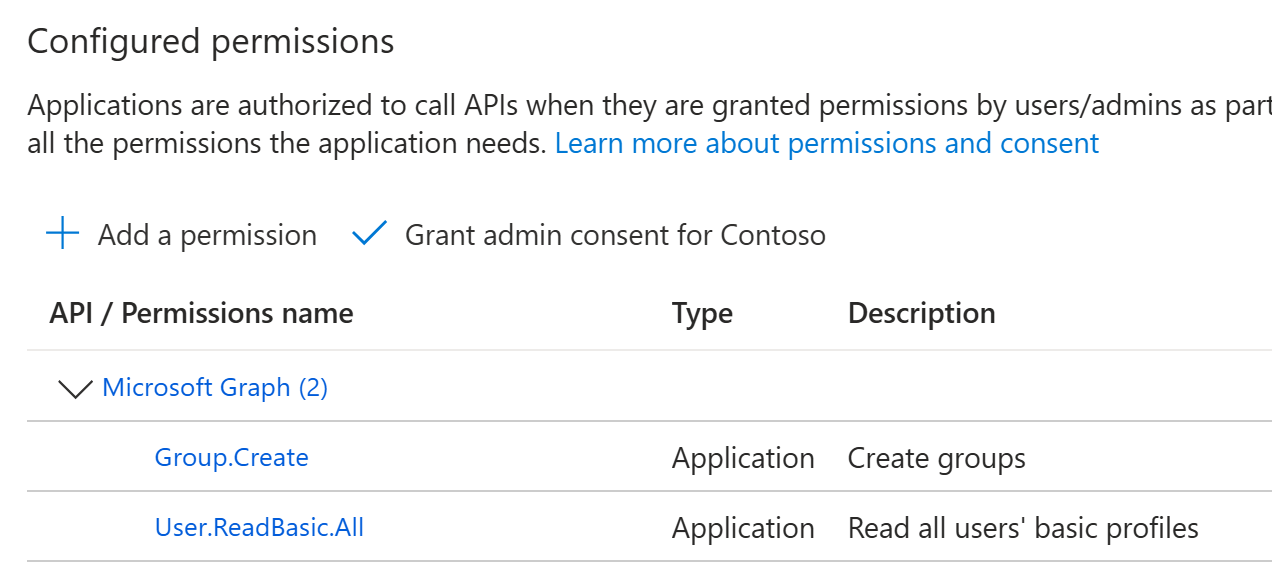 Configured permissions
Applications are authorized to call APIs when they are granted permissions by users/admins as part
all the permissions the application needs. Learn more about permissions and consent
Add a permission Grant admin consent for Contoso
API / Permissions name Type Description
Microsoft Graph (2)
Group.Create Application Create groups
User.ReadBasic.All Application Read all users' basic profiles